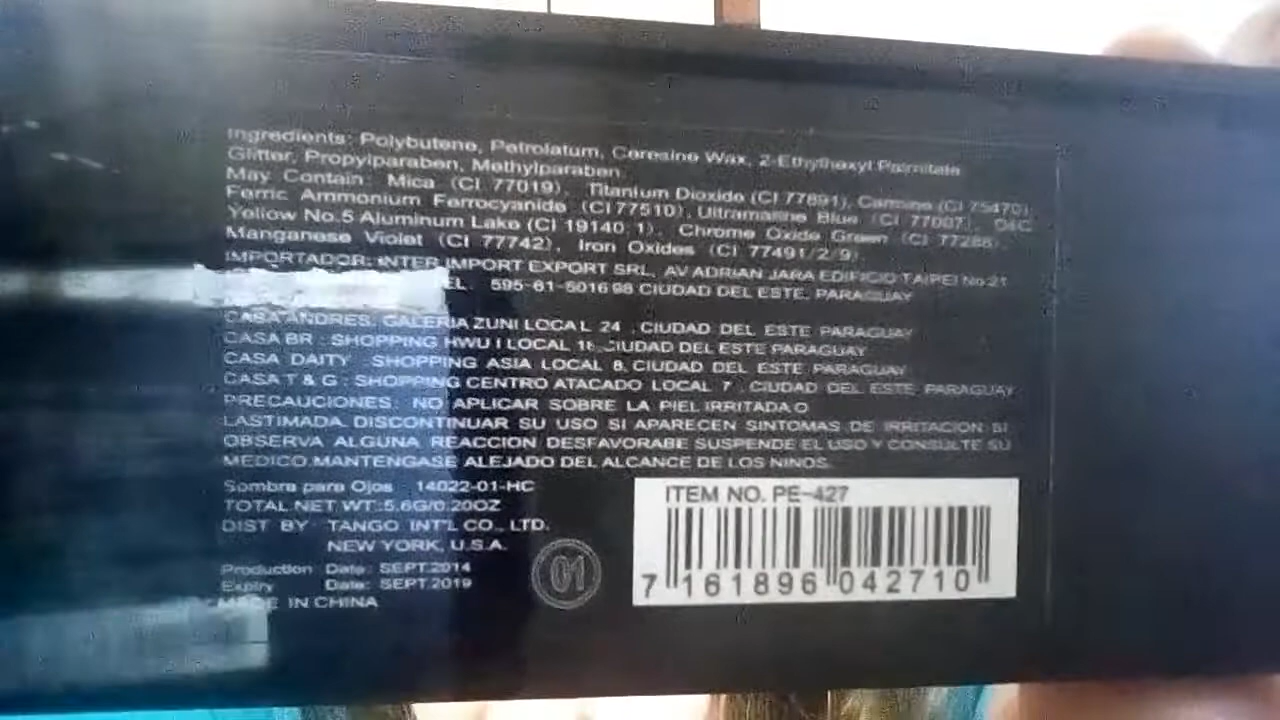 Ingredients: Polybutene, Petrolatum, Ceresine Wax, 2-Ethylhexyl Palmitate
Glitter, Propylparaben, Methylparaben
May Contain: Mica (CI 77019), Titanium Dioxide (CI 77891), Carmine (CI 75470),
Ferric Ammonium Ferrocyanide (CI 77510), Ultramarine Blue (CI 77007), D&C
Yellow No.5 Aluminum Lake (CI 19140:1), Chrome Oxide Green (CI 77288),
Manganese Violet (CI 77742), Iron Oxides (CI 77491/2/9)
IMPORTADOR: INTER IMPORT EXPORT SRL, AV ADRIAN JARA EDIFICIO TAIPEI No 21
EL 595-61-501698 CIUDAD DEL ESTE. PARAGUAY
CASA ANDRES: GALERIA ZUNI LOCAL 24 . CIUDAD DEL ESTE PARAGUAY
CASA BR : SHOPPING HWU I LOCAL 18 .CIUDAD DEL ESTE PARAGUAY
CASA DAITY : SHOPPING ASIA LOCAL 8. CIUDAD DEL ESTE. PARAGUAY
CASA T & G : SHOPPING CENTRO ATACADO LOCAL 7 . CIUDAD DEL ESTE. PARAGUAY
PRECAUCIONES: NO APLICAR SOBRE LA PIEL IRRITADA O
LASTIMADA. DISCONTINUAR SU USO SI APARECEN SINTOMAS DE IRRITACION SI
OBSERVA ALGUNA REACCION DESFAVORABE SUSPENDE EL USO Y CONSULTE SU
MEDICO.MANTENGASE ALEJADO DEL ALCANCE DE LOS NINOS.
Sombra para Ojos 14022-01-HC
TOTAL NET WT:5.6G/0.20OZ
DIST BY TANGO INT'L CO., LTD.
NEW YORK, U.S.A.
Production Date: SEPT.2014
Expiry Date: SEPT.2019
MADE IN CHINA
01
ITEM NO. PE-427
7 161896 042710